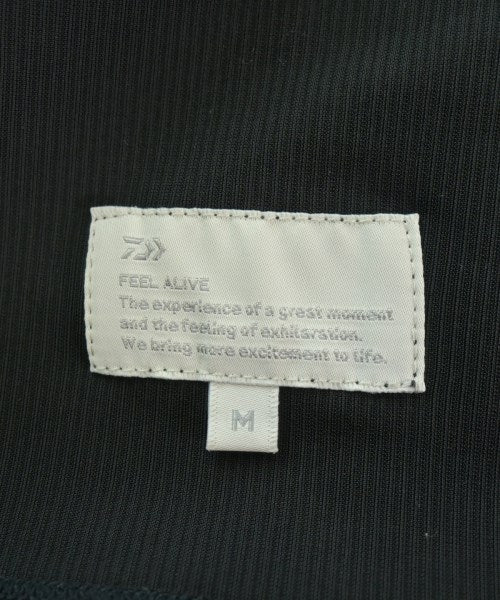 FEEL ALIVE
The experience of a great moment
and the feeling of exhilaration.
We bring more excitement to life.
M